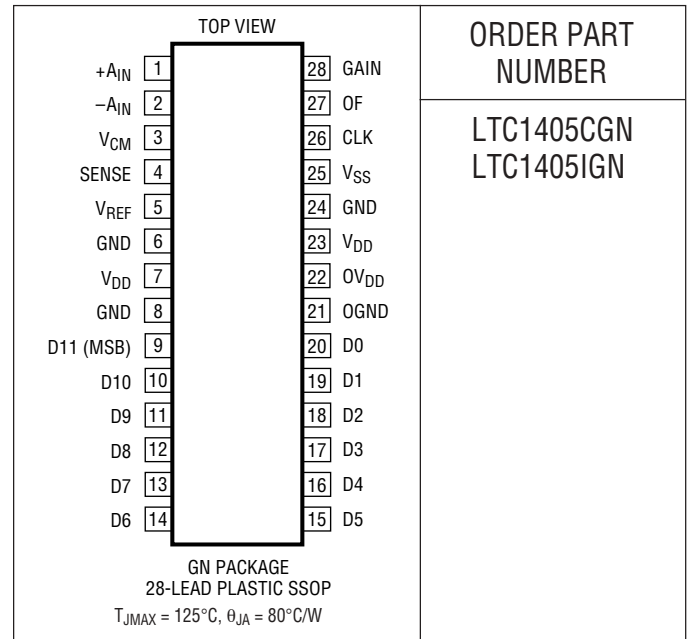 TOP VIEW
+AIN 1
–AIN 2
VCM 3
SENSE 4
VREF 5
GND 6
VDD 7
GND 8
D11 (MSB) 9
D10 10
D9 11
D8 12
D7 13
D6 14
28 GAIN
27 OF
26 CLK
25 VSS
24 GND
23 VDD
22 OVDD
21 OGND
20 D0
19 D1
18 D2
17 D3
16 D4
15 D5
GN PACKAGE
28-LEAD PLASTIC SSOP
TJMAX = 125°C, θJA = 80°C/W
ORDER PART
NUMBER
LTC1405CGN
LTC1405IGN